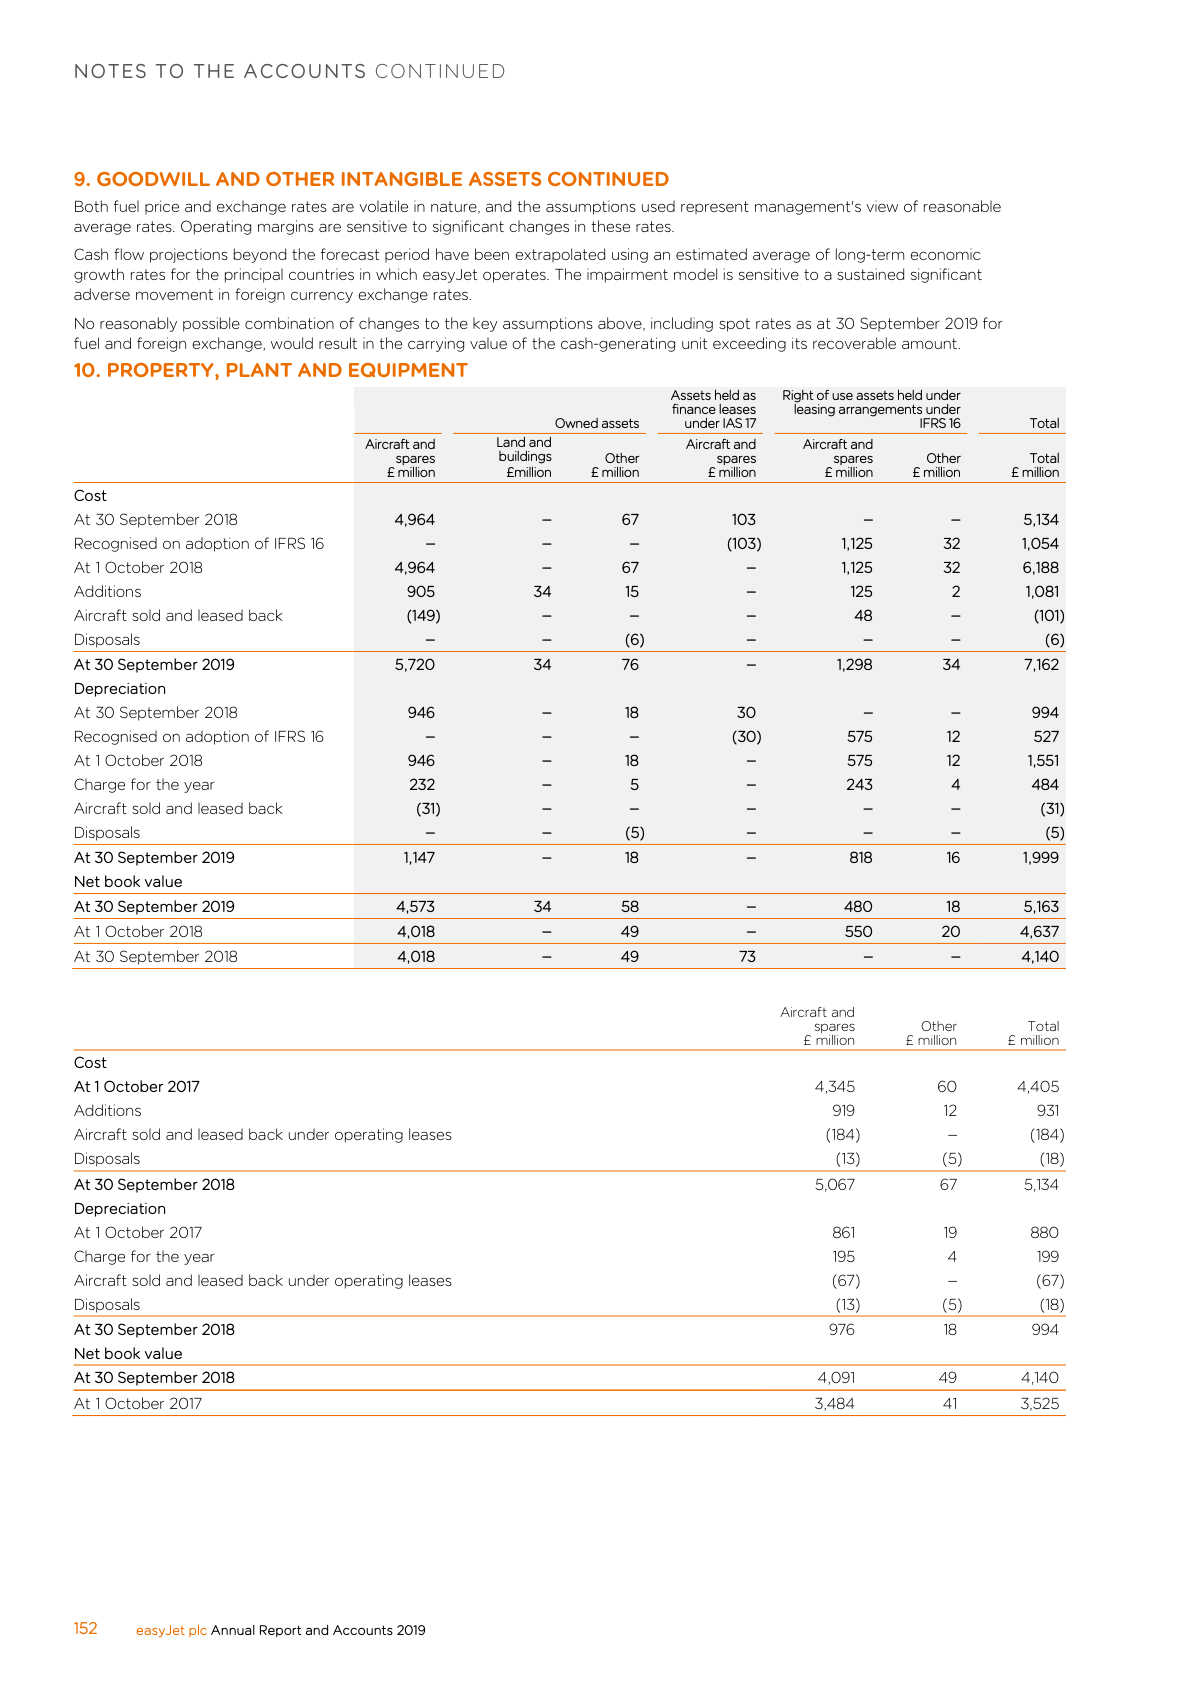 NOTES TO THE ACCOUNTS CONTINUED
9. GOODWILL AND OTHER INTANGIBLE ASSETS CONTINUED
Both fuel price and exchange rates are volatile in nature, and the assumptions used represent management's view of reasonable
average rates. Operating margins are sensitive to significant changes in these rates.
Cash flow projections beyond the forecast period have been extrapolated using an estimated average of long-term economic
growth rates for the principal countries in which easyJet operates. The impairment model is sensitive to a sustained significant
adverse movement in foreign currency exchange rates.
No reasonably possible combination of changes to the key assumptions above, including spot rates as at 30 September 2019 for
fuel and foreign exchange, would result in the carrying value of the cash-generating unit exceeding its recoverable amount.
10. PROPERTY, PLANT AND EQUIPMENT
Owned assets Assets held as finance leases under IAS 17 Right of use assets held under leasing arrangements under IFRS 16 Total
Aircraft and spares £ million Land and buildings £million Other £ million Aircraft and spares £ million Aircraft and spares £ million Other £ million Total £ million
Cost
At 30 September 2018 4,964 – 67 103 – – 5,134
Recognised on adoption of IFRS 16 – – – (103) 1,125 32 1,054
At 1 October 2018 4,964 – 67 – 1,125 32 6,188
Additions 905 34 15 – 125 2 1,081
Aircraft sold and leased back (149) – – – 48 – (101)
Disposals – – (6) – – – (6)
At 30 September 2019 5,720 34 76 – 1,298 34 7,162
Depreciation
At 30 September 2018 946 – 18 30 – – 994
Recognised on adoption of IFRS 16 – – – (30) 575 12 527
At 1 October 2018 946 – 18 – 575 12 1,551
Charge for the year 232 – 5 – 243 4 484
Aircraft sold and leased back (31) – – – – – (31)
Disposals – – (5) – – – (5)
At 30 September 2019 1,147 – 18 – 818 16 1,999
Net book value
At 30 September 2019 4,573 34 58 – 480 18 5,163
At 1 October 2018 4,018 – 49 – 550 20 4,637
At 30 September 2018 4,018 – 49 73 – – 4,140
Aircraft and spares £ million Other £ million Total £ million
Cost
At 1 October 2017 4,345 60 4,405
Additions 919 12 931
Aircraft sold and leased back under operating leases (184) – (184)
Disposals (13) (5) (18)
At 30 September 2018 5,067 67 5,134
Depreciation
At 1 October 2017 861 19 880
Charge for the year 195 4 199
Aircraft sold and leased back under operating leases (67) – (67)
Disposals (13) (5) (18)
At 30 September 2018 976 18 994
Net book value
At 30 September 2018 4,091 49 4,140
At 1 October 2017 3,484 41 3,525
152 easyJet plc Annual Report and Accounts 2019